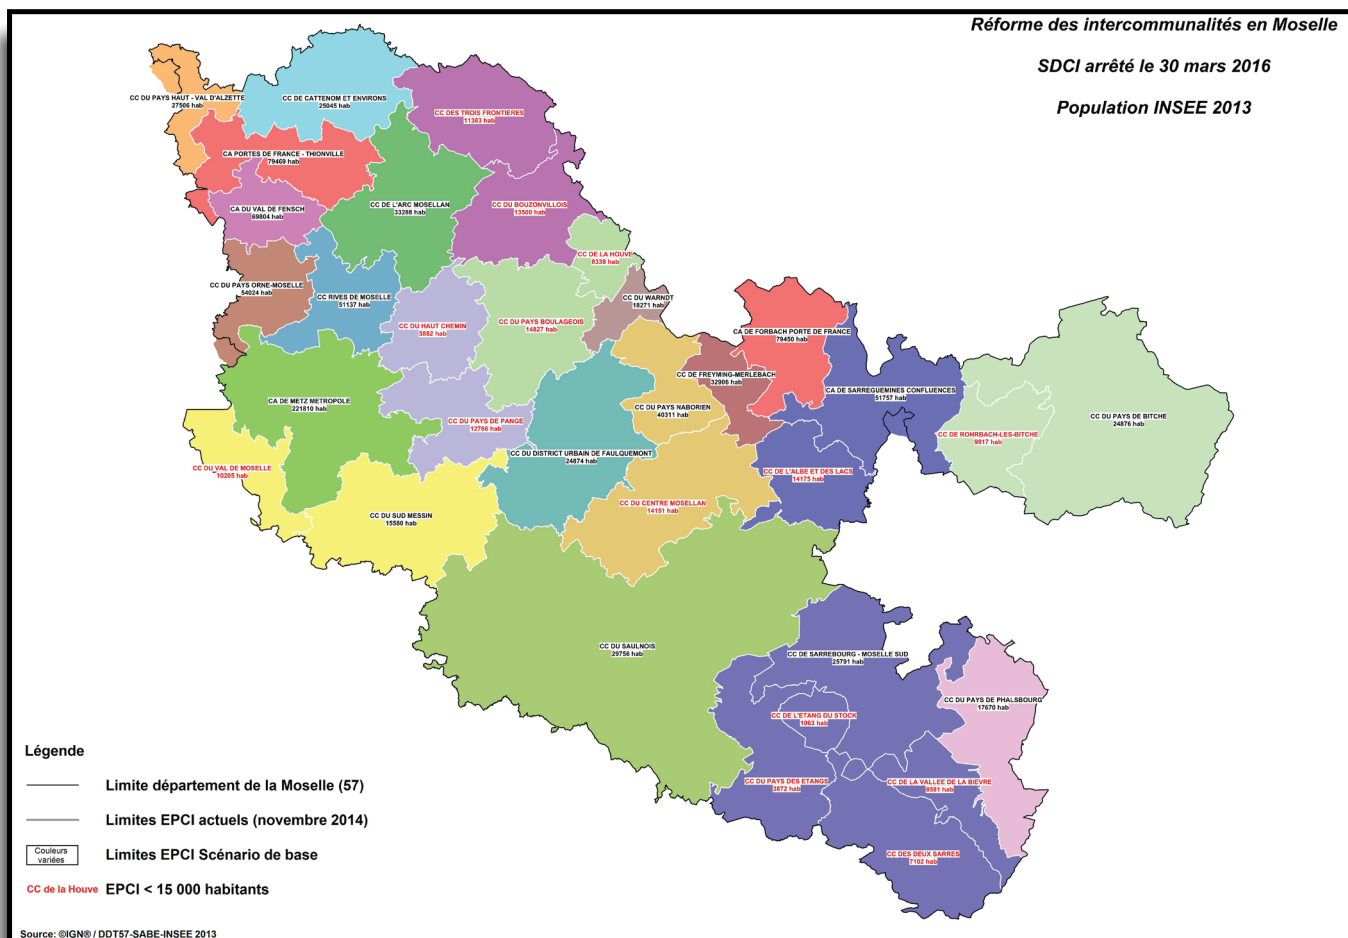 Réforme des intercommunalités en Moselle
SDCI arrêté le 30 mars 2016
Population INSEE 2013
CC DU PAYS HAUT - VAL D'ALZETTE
27506 hab
CC DE CATTENOM ET ENVIRONS
25045 hab
CC DES TROIS FRONTIERES
11383 hab
CA PORTES DE FRANCE - THIONVILLE
79469 hab
CA DU VAL DE FENSCH
69804 hab
CC DE L'ARC MOSELLAN
33288 hab
CC DU BOUZONVILLOIS
13500 hab
CC DE LA HOUVE
8339 hab
CC DU PAYS ORNE-MOSELLE
54024 hab
CC RIVES DE MOSELLE
51137 hab
CC DU WARNDT
18271 hab
CC DU HAUT CHEMIN
5882 hab
CC DU PAYS BOULAGEOIS
14827 hab
CA DE FORBACH PORTE DE FRANCE
79450 hab
CC DE FREYMING-MERLEBACH
32906 hab
CA DE SARREGUEMINES CONFLUENCES
51757 hab
CA DE METZ METROPOLE
221810 hab
CC DU PAYS NABORIEN
40311 hab
CC DU PAYS DE BITCHE
24876 hab
CC DU PAYS DE PANGE
12766 hab
CC DE ROHRBACH-LES-BITCHE
9817 hab
CC DU DISTRICT URBAIN DE FAULQUEMONT
24874 hab
CC DU VAL DE MOSELLE
10205 hab
CC DE L'ALBE ET DES LACS
14175 hab
CC DU CENTRE MOSELLAN
14151 hab
CC DU SUD MESSIN
15580 hab
CC DU SAULNOIS
29756 hab
CC DE SARREBOURG - MOSELLE SUD
25791 hab
CC DU PAYS DE PHALSBOURG
17670 hab
CC DE L'ETANG DU STOCK
1063 hab
CC DU PAYS DES ETANGS
3872 hab
CC DE LA VALLEE DE LA BIEVRE
8581 hab
CC DES DEUX SARRES
7102 hab
Légende
Limite département de la Moselle (57)
Limites EPCI actuels (novembre 2014)
Couleurs
variées
Limites EPCI Scénario de base
CC de la Houve EPCI < 15 000 habitants
Source: ©IGN® / DDT57-SABE-INSEE 2013